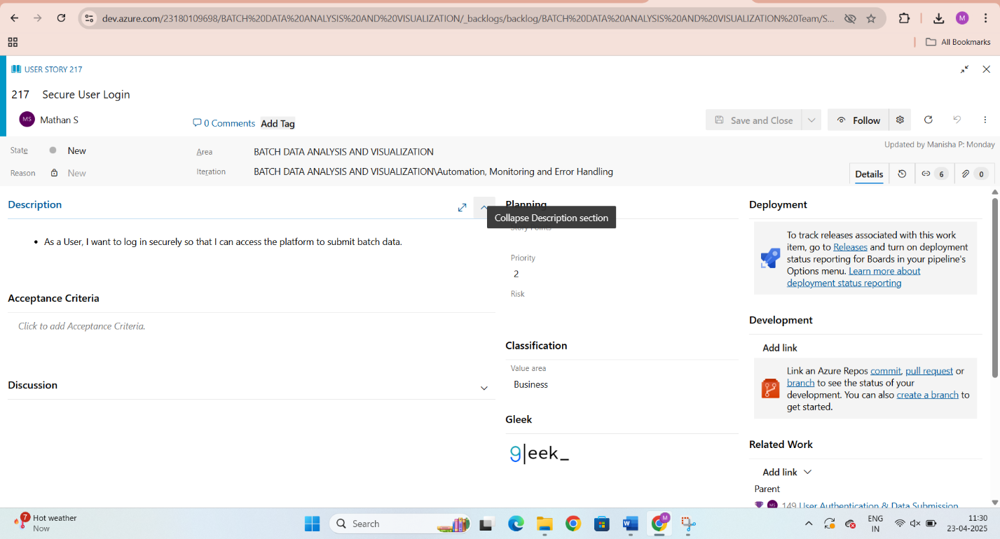 dev.azure.com/23180109698/BATCH%20DATA%20ANALYSIS%20AND%20VISUALIZATION/_backlogs/backlog/BATCH%20DATA%20ANALYSIS%20AND%20VISUALIZATION%20Team/S...
M
All Bookmarks
USER STORY 217
217 Secure User Login
MS Mathan S
0 Comments
Add Tag
Save and Close
Follow
State New
Area BATCH DATA ANALYSIS AND VISUALIZATION
Updated by Manisha P: Monday
Reason New
Iteration BATCH DATA ANALYSIS AND VISUALIZATION\Automation, Monitoring and Error Handling
Details 6 0
Description
• As a User, I want to log in securely so that I can access the platform to submit batch data.
Acceptance Criteria
Click to add Acceptance Criteria.
Discussion
Planning
Collapse Description section
Story Points
Priority
2
Risk
Classification
Value area
Business
Gleek
gleek_
Deployment
To track releases associated with this work
item, go to Releases and turn on deployment
status reporting for Boards in your pipeline's
Options menu. Learn more about
deployment status reporting
Development
Add link
Link an Azure Repos commit, pull request or
branch to see the status of your
development. You can also create a branch to
get started.
Related Work
Add link
Parent
MS 149 User Authentication & Data Submission
7 Hot weather
Now
Search
W
M
ENG
IN
11:30
23-04-2025